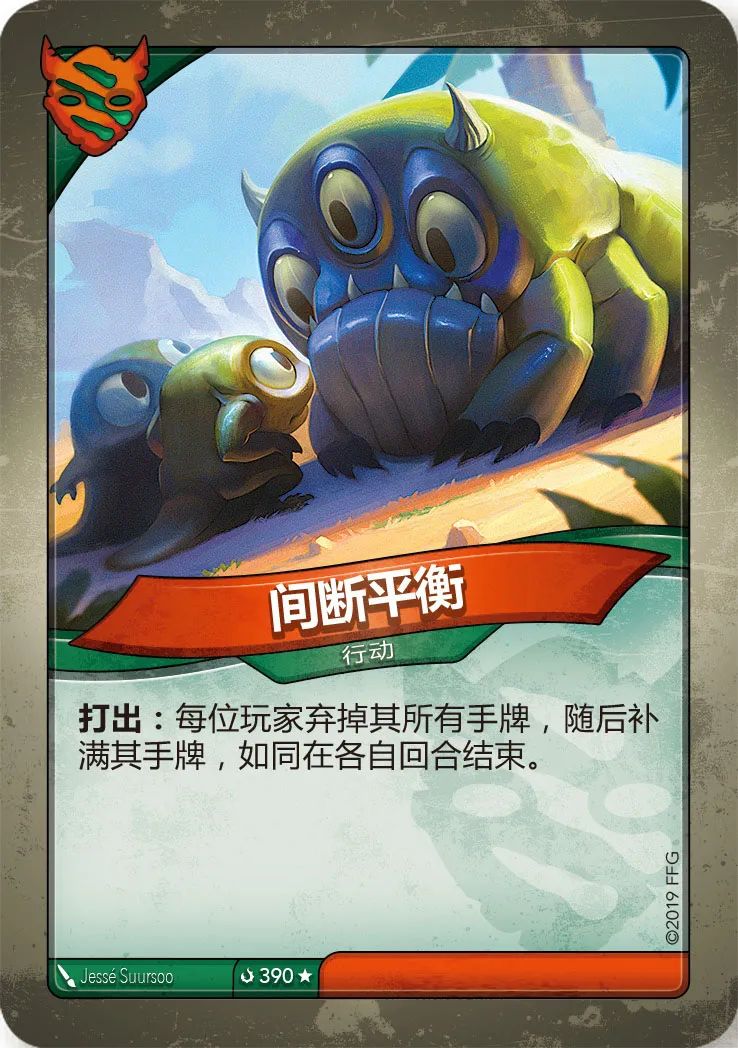 间断平衡
行动
打出：每位玩家弃掉其所有手牌，随后补
满其手牌，如同在各自回合结束。
©2019 FFG
Jessé Suursoo
390